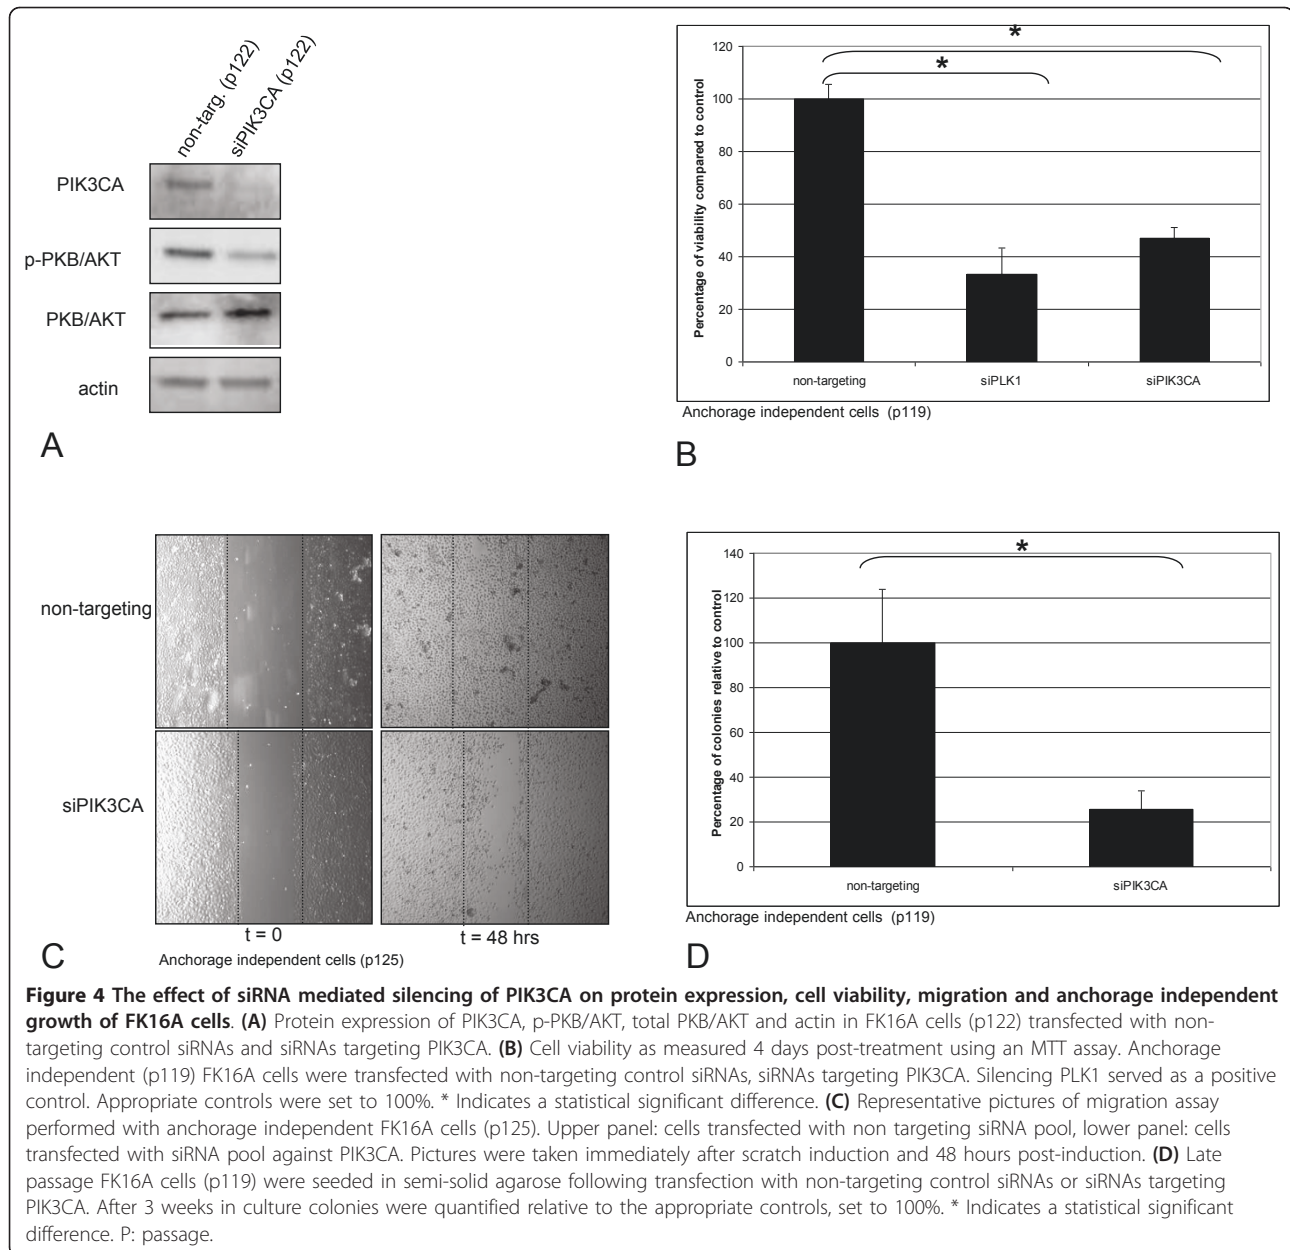 non-targ. (p122)
siPIK3CA (p122)
PIK3CA
p-PKB/AKT
PKB/AKT
actin
A
*
*
Percentage of viability compared to control
120
100
80
60
40
20
0
non-targeting
siPLK1
siPIK3CA
Anchorage independent cells (p119)
B
non-targeting
siPIK3CA
t = 0
t = 48 hrs
Anchorage independent cells (p125)
C
*
Percentage of colonies relative to control
140
120
100
80
60
40
20
0
non-targeting
siPIK3CA
Anchorage independent cells (p119)
D
Figure 4 The effect of siRNA mediated silencing of PIK3CA on protein expression, cell viability, migration and anchorage independent
growth of FK16A cells. (A) Protein expression of PIK3CA, p-PKB/AKT, total PKB/AKT and actin in FK16A cells (p122) transfected with non-
targeting control siRNAs and siRNAs targeting PIK3CA. (B) Cell viability as measured 4 days post-treatment using an MTT assay. Anchorage
independent (p119) FK16A cells were transfected with non-targeting control siRNAs, siRNAs targeting PIK3CA. Silencing PLK1 served as a positive
control. Appropriate controls were set to 100%. * Indicates a statistical significant difference. (C) Representative pictures of migration assay
performed with anchorage independent FK16A cells (p125). Upper panel: cells transfected with non targeting siRNA pool, lower panel: cells
transfected with siRNA pool against PIK3CA. Pictures were taken immediately after scratch induction and 48 hours post-induction. (D) Late
passage FK16A cells (p119) were seeded in semi-solid agarose following transfection with non-targeting control siRNAs or siRNAs targeting
PIK3CA. After 3 weeks in culture colonies were quantified relative to the appropriate controls, set to 100%. * Indicates a statistical significant
difference. P: passage.